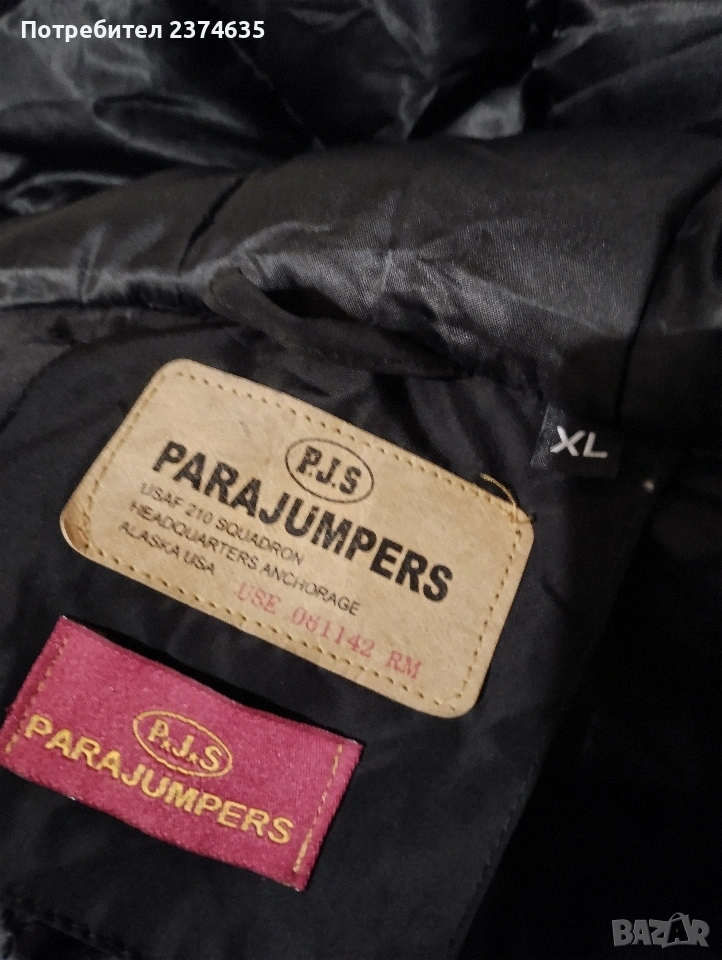 Потребител 2374635
XL
P.J.S
PARAJUMPERS
USAF 210 SQUADRON
HEADQUARTERS ANCHORAGE
ALASKA USA
USE 081142 RM
P.J.S
PARAJUMPERS
BAZAR